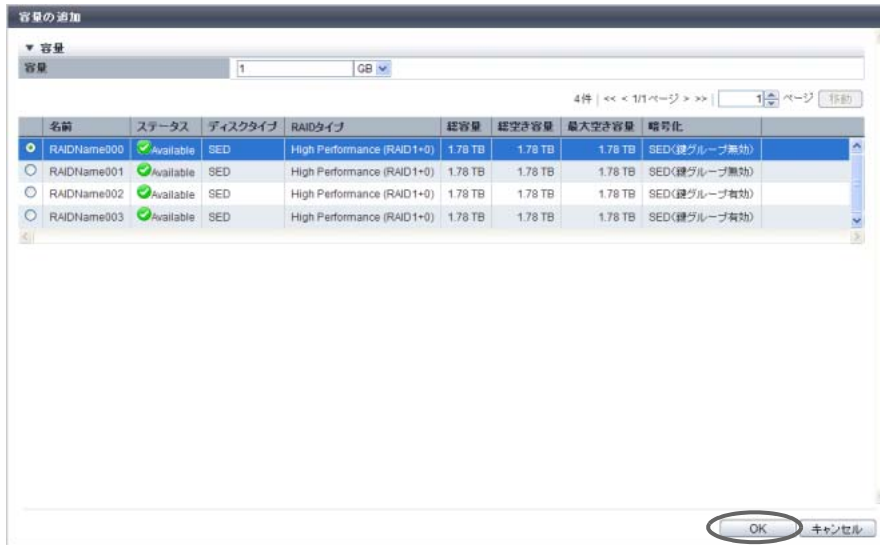 容量の追加
▼ 容量
容量 1 GB
4件 | << < 1/1ページ > >> | 1 ページ 移動
名前 ステータス ディスクタイプ RAIDタイプ 総容量 総空き容量 最大空き容量 暗号化
RAIDName000 Available SED High Performance (RAID1+0) 1.78 TB 1.78 TB 1.78 TB SED(鍵グループ無効)
RAIDName001 Available SED High Performance (RAID1+0) 1.78 TB 1.78 TB 1.78 TB SED(鍵グループ無効)
RAIDName002 Available SED High Performance (RAID1+0) 1.78 TB 1.78 TB 1.78 TB SED(鍵グループ有効)
RAIDName003 Available SED High Performance (RAID1+0) 1.78 TB 1.78 TB 1.78 TB SED(鍵グループ有効)
OK キャンセル